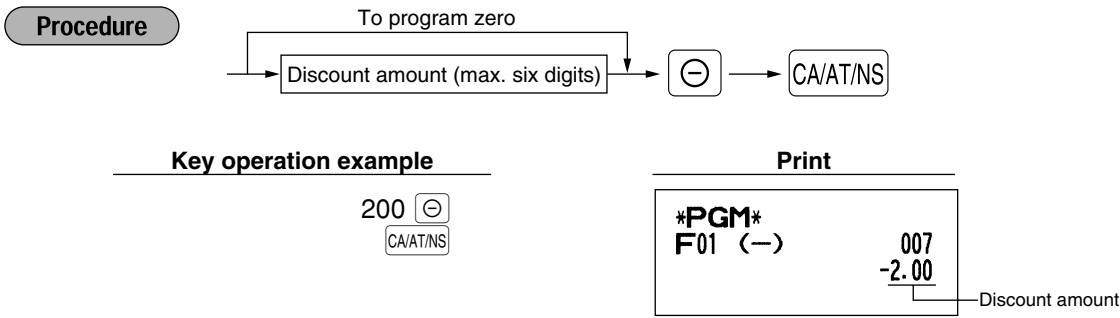 Procedure
To program zero
Discount amount (max. six digits)
⊖
CA/AT/NS
Key operation example
Print
200 ⊖
CA/AT/NS
*PGM*
F01 (−) 007
-2.00
Discount amount